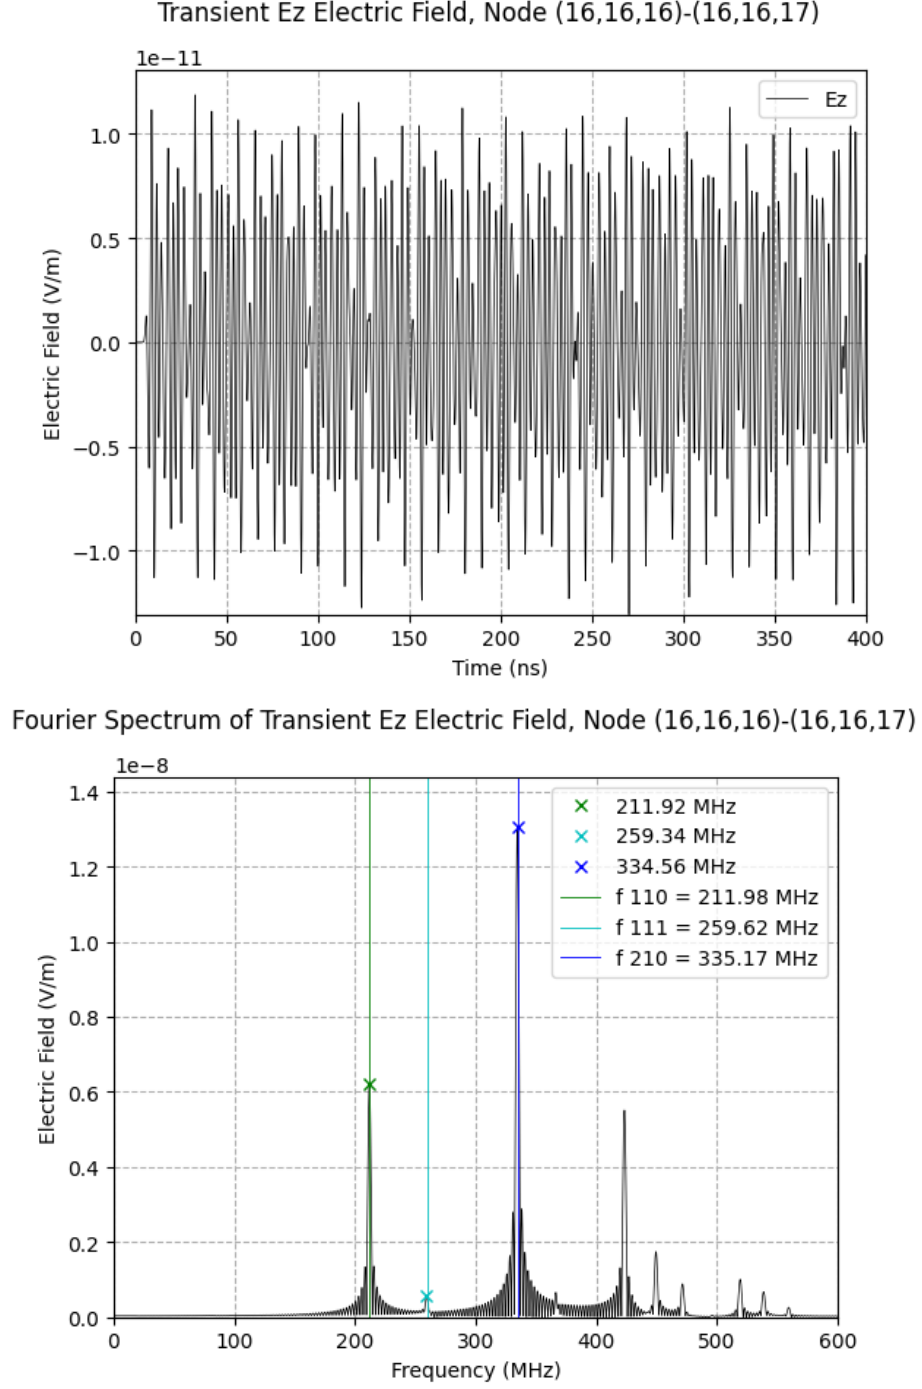 Transient Ez Electric Field, Node (16,16,16)-(16,16,17)
1e−11
Ez
1.0
0.5
0.0
−0.5
−1.0
Electric Field (V/m)
0 50 100 150 200 250 300 350 400
Time (ns)
Fourier Spectrum of Transient Ez Electric Field, Node (16,16,16)-(16,16,17)
1e−8
211.92 MHz
259.34 MHz
334.56 MHz
f 110 = 211.98 MHz
f 111 = 259.62 MHz
f 210 = 335.17 MHz
1.4
1.2
1.0
0.8
0.6
0.4
0.2
0.0
Electric Field (V/m)
0 100 200 300 400 500 600
Frequency (MHz)